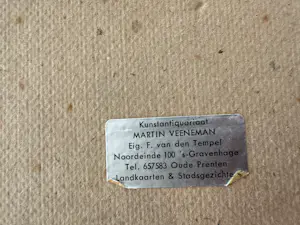 Kunstantiquariaat
MARTIN VEENEMAN
Eig. F. van den Tempel
Noordeinde 100 's-Gravenhage
Tel. 657583 Oude Prenten
Landkaarten & Stadsgezichten